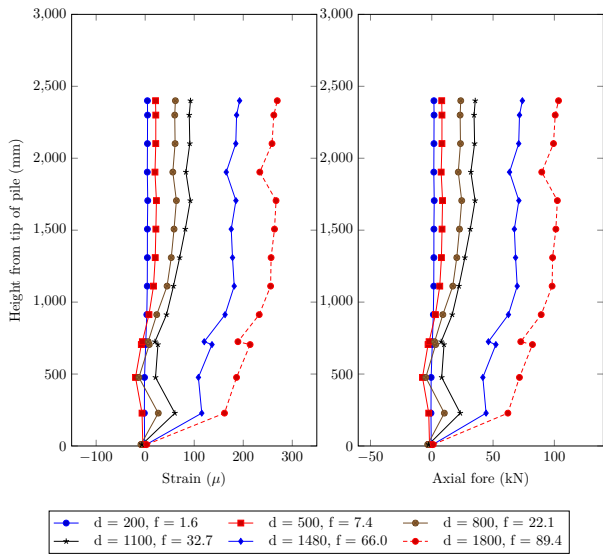 3,000
2,500
2,000
1,500
1,000
500
0
Height from tip of pile (mm)
−100 0 100 200 300
Strain (μ)
3,000
2,500
2,000
1,500
1,000
500
0
−50 0 50 100
Axial fore (kN)
d = 200, f = 1.6 d = 500, f = 7.4 d = 800, f = 22.1
d = 1100, f = 32.7 d = 1480, f = 66.0 d = 1800, f = 89.4